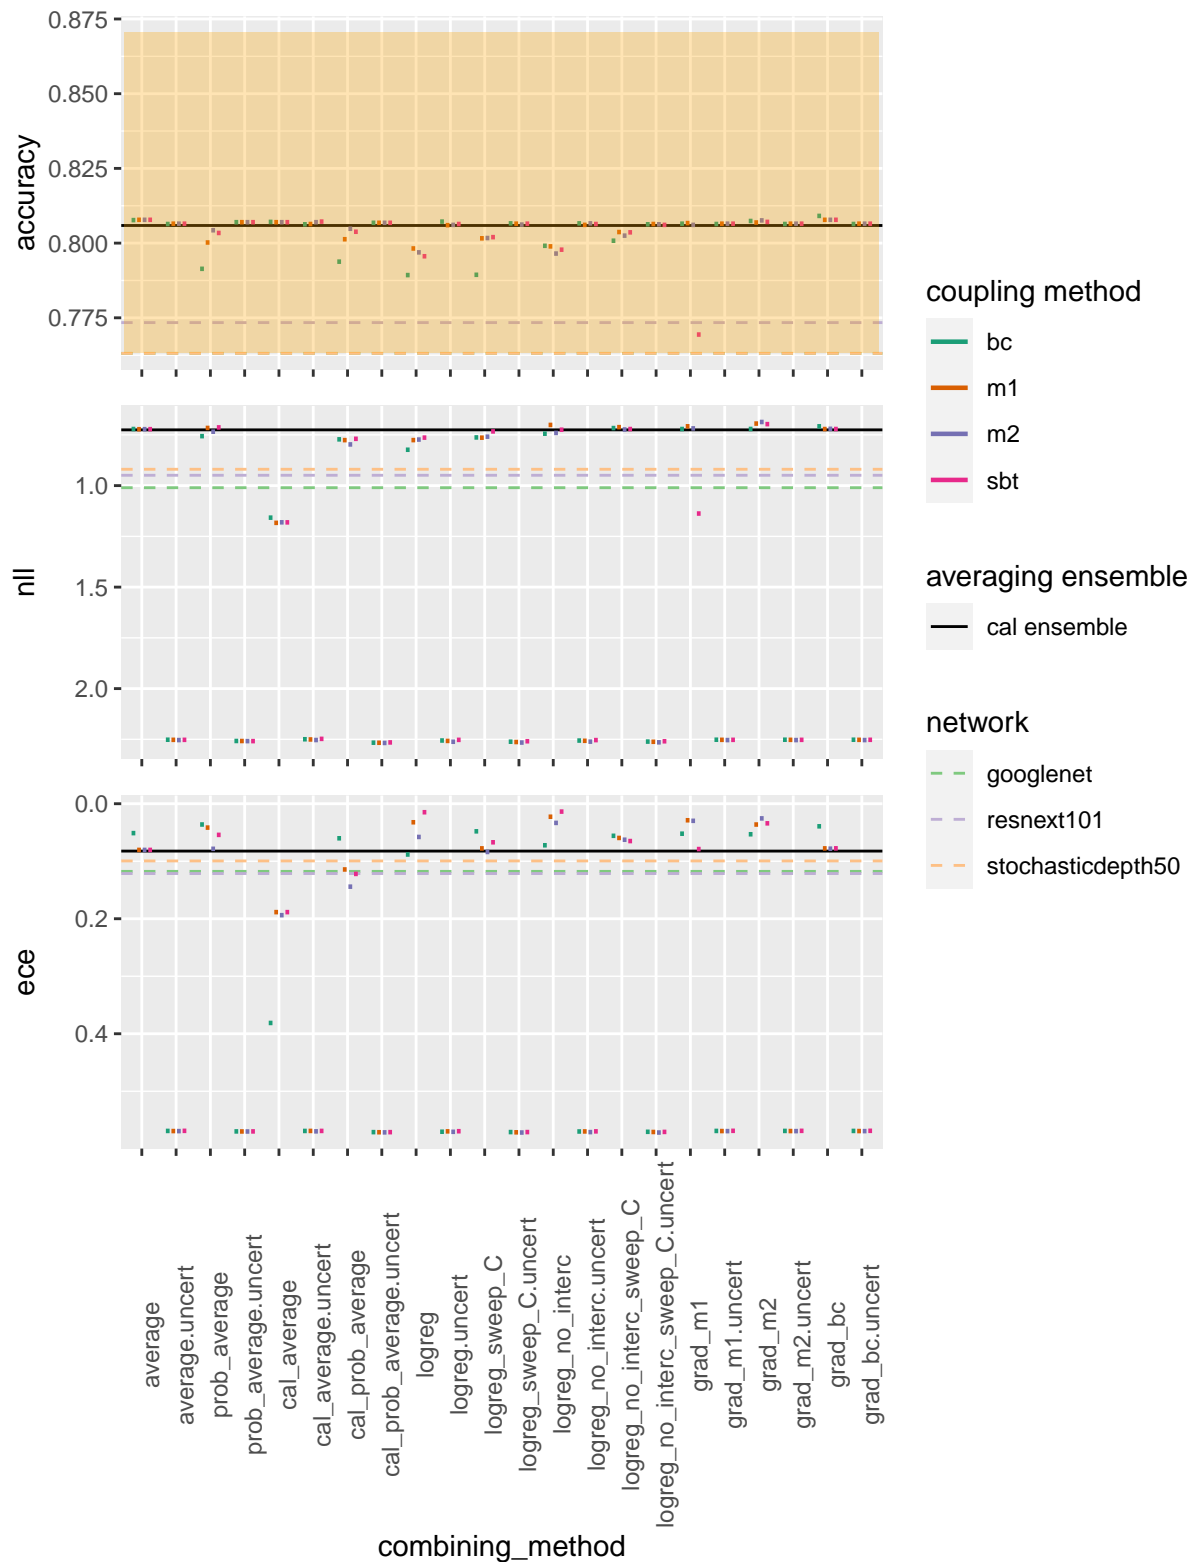 accuracy
0.875
0.850
0.825
0.800
0.775
nll
1.0
1.5
2.0
ece
0.0
0.2
0.4
average
average.uncert
prob_average
prob_average.uncert
cal_average
cal_average.uncert
cal_prob_average
cal_prob_average.uncert
logreg
logreg.uncert
logreg_sweep_C
logreg_sweep_C.uncert
logreg_no_interc
logreg_no_interc.uncert
logreg_no_interc_sweep_C
logreg_no_interc_sweep_C.uncert
grad_m1
grad_m1.uncert
grad_m2
grad_m2.uncert
grad_bc
grad_bc.uncert
combining_method
coupling method
bc
m1
m2
sbt
averaging ensemble
cal ensemble
network
googlenet
resnext101
stochasticdepth50